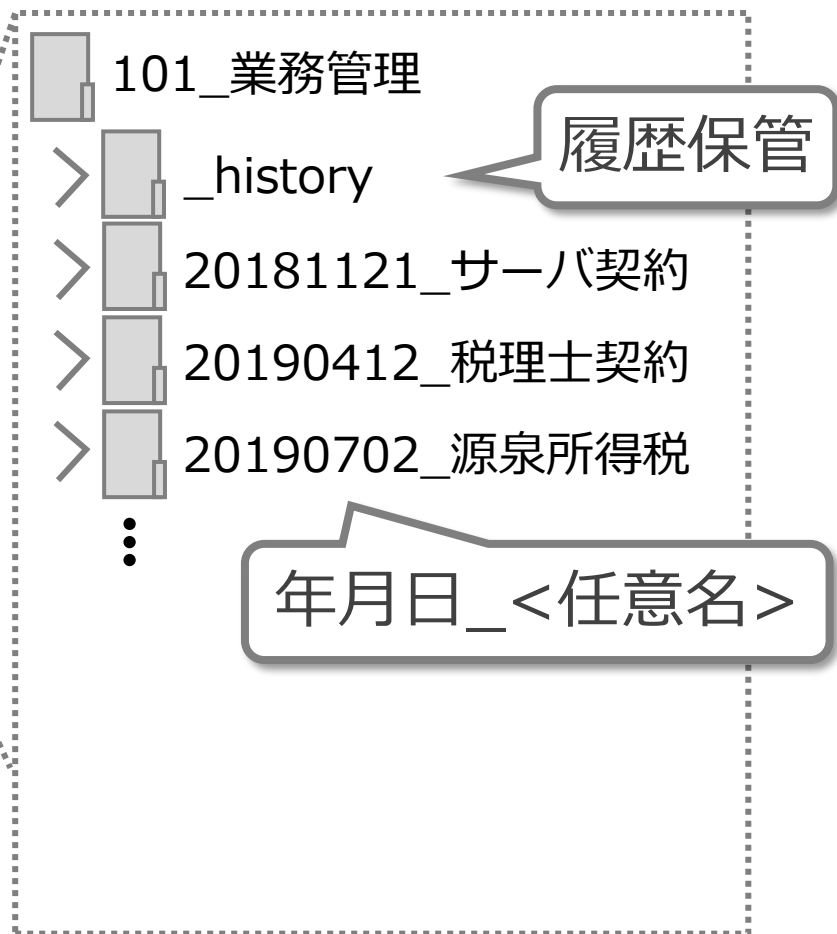 101_業務管理
_history
履歴保管
20181121_サーバ契約
20190412_税理士契約
20190702_源泉所得税
年月日_<任意名>